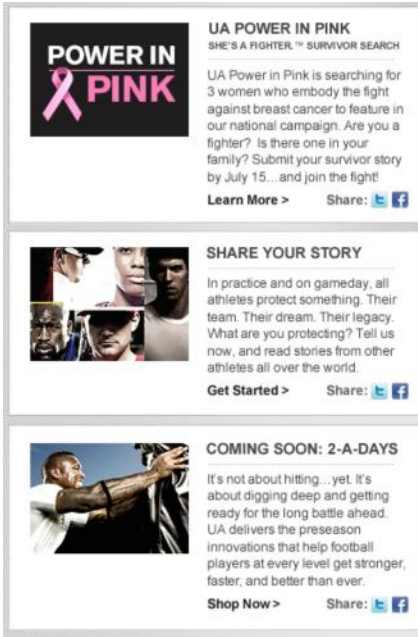 POWER IN
PINK
UA POWER IN PINK
SHE'S A FIGHTER.™ SURVIVOR SEARCH
UA Power in Pink is searching for
3 women who embody the fight
against breast cancer to feature in
our national campaign. Are you a
fighter? Is there one in your
family? Submit your survivor story
by July 15...and join the fight!
Learn More > Share:
SHARE YOUR STORY
In practice and on gameday, all
athletes protect something. Their
team. Their dream. Their legacy.
What are you protecting? Tell us
now, and read stories from other
athletes all over the world.
Get Started > Share:
COMING SOON: 2-A-DAYS
It's not about hitting...yet. It's
about digging deep and getting
ready for the long battle ahead.
UA delivers the preseason
innovations that help football
players at every level get stronger,
faster, and better than ever.
Shop Now > Share: